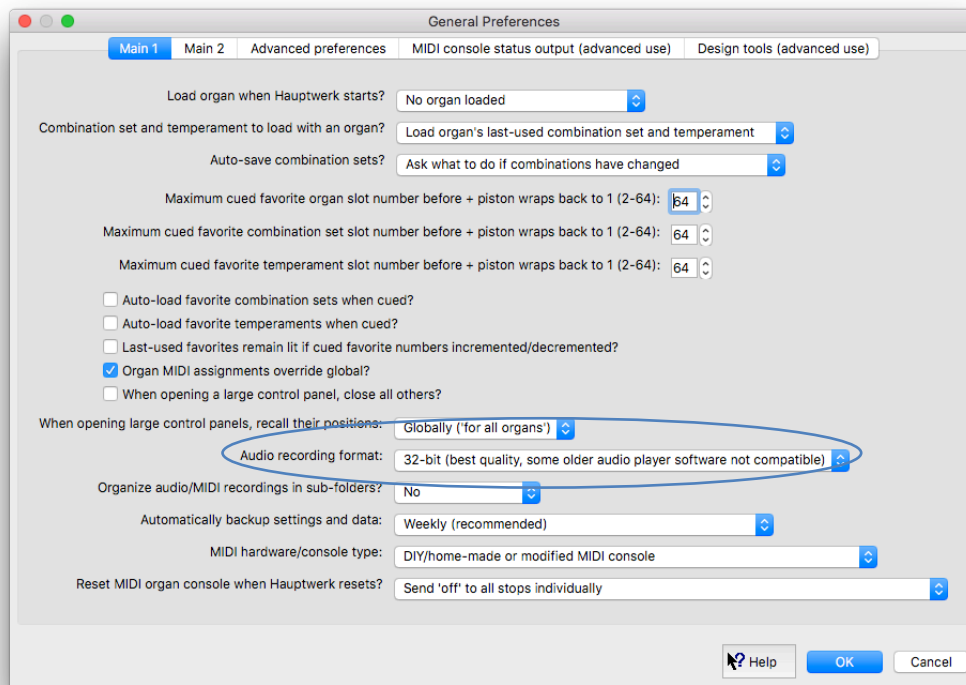 General Preferences
Main 1 Main 2 Advanced preferences MIDI console status output (advanced use) Design tools (advanced use)
Load organ when Hauptwerk starts? No organ loaded
Combination set and temperament to load with an organ? Load organ's last-used combination set and temperament
Auto-save combination sets? Ask what to do if combinations have changed
Maximum cued favorite organ slot number before + piston wraps back to 1 (2-64): 64
Maximum cued favorite combination set slot number before + piston wraps back to 1 (2-64): 64
Maximum cued favorite temperament slot number before + piston wraps back to 1 (2-64): 64
Auto-load favorite combination sets when cued?
Auto-load favorite temperaments when cued?
Last-used favorites remain lit if cued favorite numbers incremented/decremented?
Organ MIDI assignments override global?
When opening a large control panel, close all others?
When opening large control panels, recall their positions: Globally ('for all organs')
Audio recording format: 32-bit (best quality, some older audio player software not compatible)
Organize audio/MIDI recordings in sub-folders? No
Automatically backup settings and data: Weekly (recommended)
MIDI hardware/console type: DIY/home-made or modified MIDI console
Reset MIDI organ console when Hauptwerk resets? Send 'off' to all stops individually
? Help OK Cancel